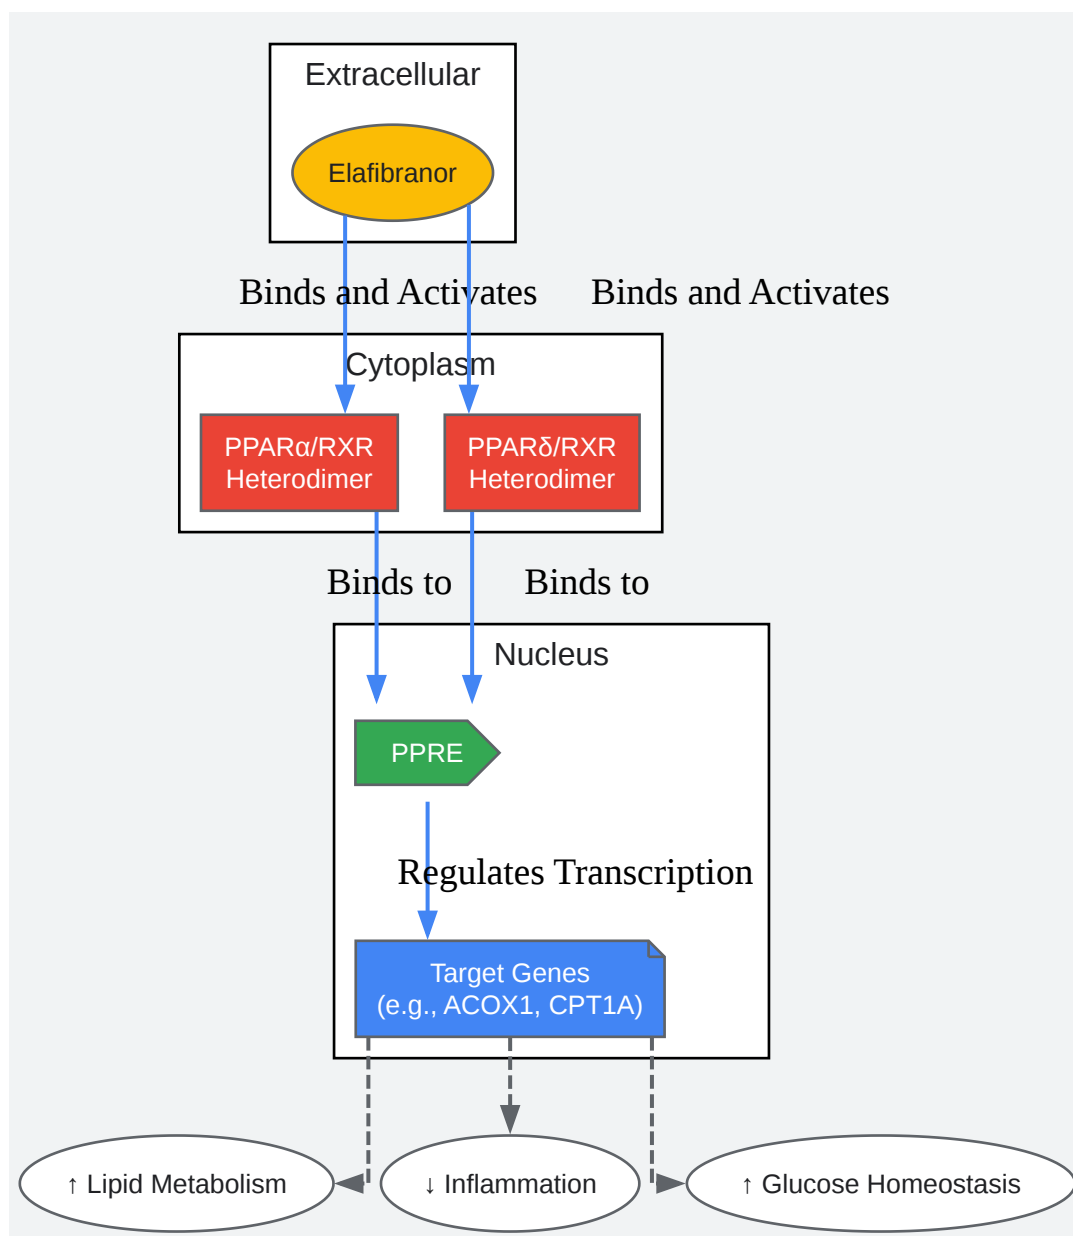 Extracellular
Elafibranor
Binds and Activates
Binds and Activates
Cytoplasm
PPARα/RXR
Heterodimer
PPARδ/RXR
Heterodimer
Binds to
Binds to
Nucleus
PPRE
Regulates Transcription
Target Genes
(e.g., ACOX1, CPT1A)
↑ Lipid Metabolism
↓ Inflammation
↑ Glucose Homeostasis